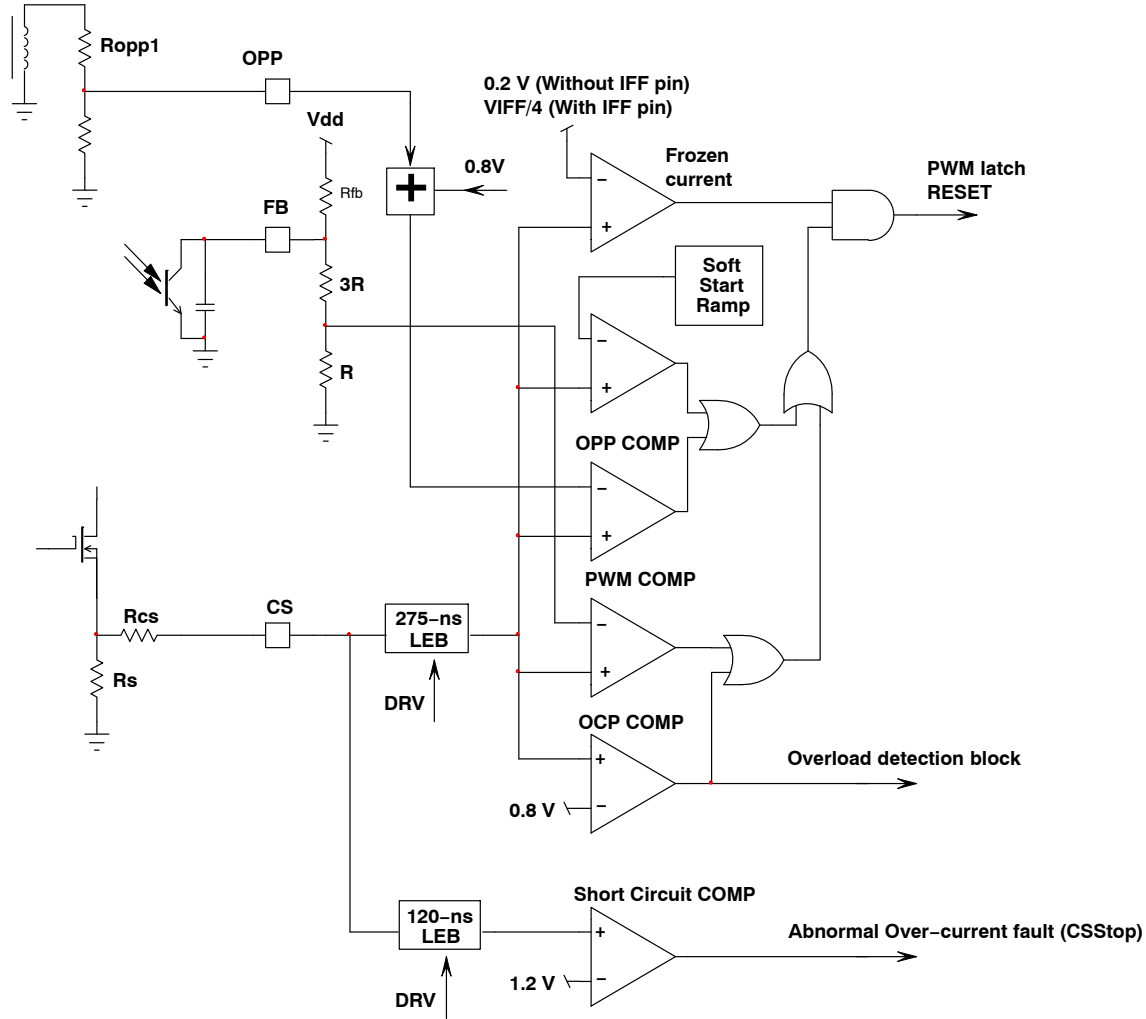 Ropp1
OPP
0.2 V (Without IFF pin)
VIFF/4 (With IFF pin)
Vdd
Frozen
current
PWM latch
RESET
0.8V
+
Rfb
FB
−
+
Soft
Start
Ramp
3R
−
R
+
OPP COMP
−
+
PWM COMP
Rcs
CS
275−ns
LEB
−
+
Rs
DRV
OCP COMP
+
Overload detection block
0.8 V
−
Short Circuit COMP
120−ns
LEB
+
Abnormal Over−current fault (CSStop)
1.2 V
−
DRV